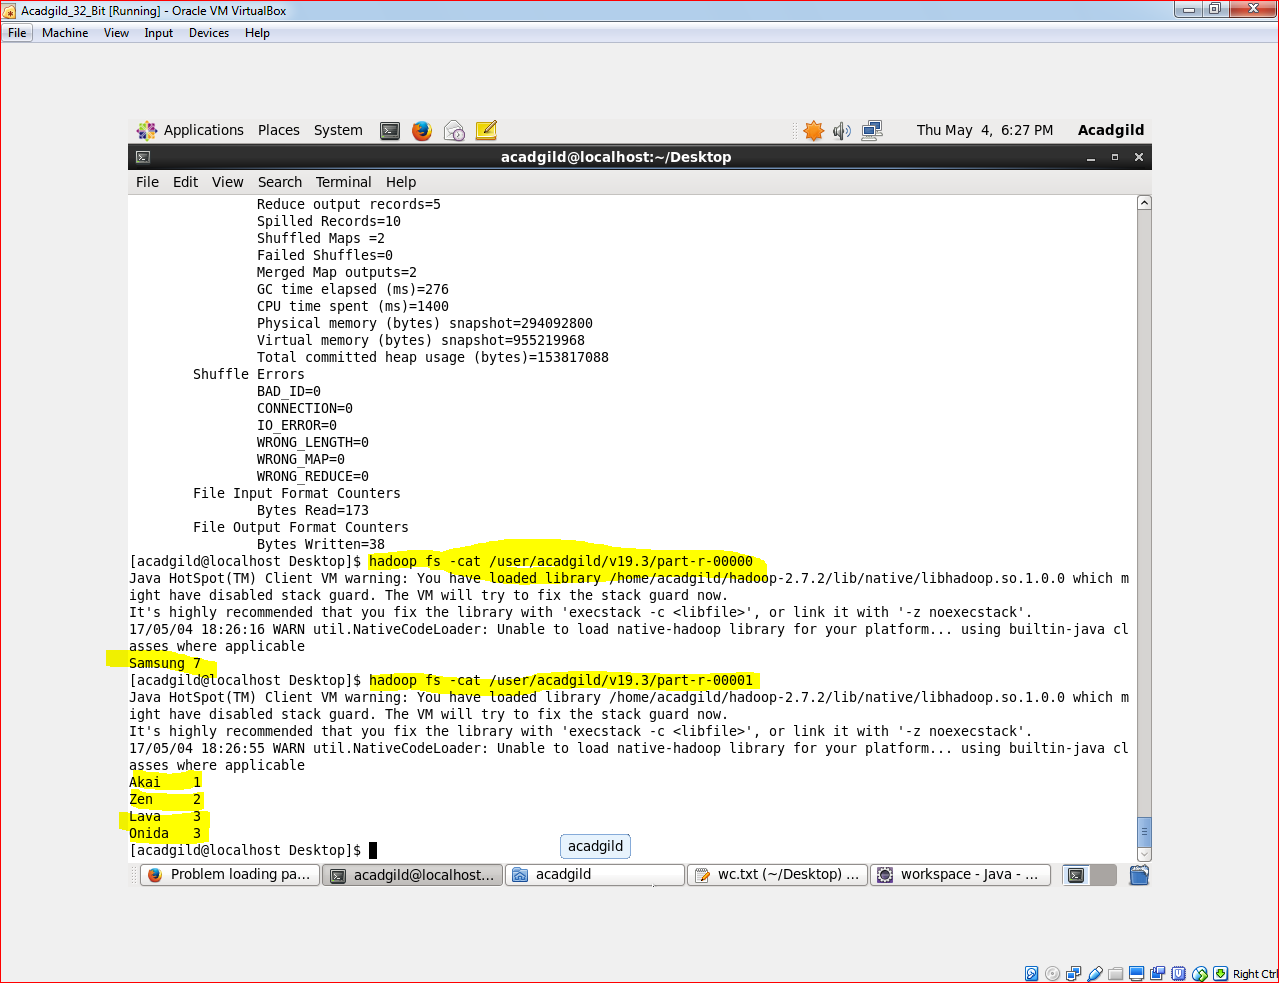 Acadgild_32_Bit [Running] - Oracle VM VirtualBox
File Machine View Input Devices Help
Applications Places System Thu May 4, 6:27 PM Acadgild
acadgild@localhost:~/Desktop
File Edit View Search Terminal Help
Reduce output records=5
Spilled Records=10
Shuffled Maps =2
Failed Shuffles=0
Merged Map outputs=2
GC time elapsed (ms)=276
CPU time spent (ms)=1400
Physical memory (bytes) snapshot=294092800
Virtual memory (bytes) snapshot=955219968
Total committed heap usage (bytes)=153817088
Shuffle Errors
BAD_ID=0
CONNECTION=0
IO_ERROR=0
WRONG_LENGTH=0
WRONG_MAP=0
WRONG_REDUCE=0
File Input Format Counters
Bytes Read=173
File Output Format Counters
Bytes Written=38
[acadgild@localhost Desktop]$ hadoop fs -cat /user/acadgild/v19.3/part-r-00000
Java HotSpot(TM) Client VM warning: You have loaded library /home/acadgild/hadoop-2.7.2/lib/native/libhadoop.so.1.0.0 which m
ight have disabled stack guard. The VM will try to fix the stack guard now.
It's highly recommended that you fix the library with 'execstack -c <libfile>', or link it with '-z noexecstack'.
17/05/04 18:26:16 WARN util.NativeCodeLoader: Unable to load native-hadoop library for your platform... using builtin-java cl
asses where applicable
Samsung 7
[acadgild@localhost Desktop]$ hadoop fs -cat /user/acadgild/v19.3/part-r-00001
Java HotSpot(TM) Client VM warning: You have loaded library /home/acadgild/hadoop-2.7.2/lib/native/libhadoop.so.1.0.0 which m
ight have disabled stack guard. The VM will try to fix the stack guard now.
It's highly recommended that you fix the library with 'execstack -c <libfile>', or link it with '-z noexecstack'.
17/05/04 18:26:55 WARN util.NativeCodeLoader: Unable to load native-hadoop library for your platform... using builtin-java cl
asses where applicable
Akai 1
Zen 2
Lava 3
Onida 3
[acadgild@localhost Desktop]$
acadgild
Problem loading pa... acadgild@localhost... acadgild wc.txt (~/Desktop) ... workspace - Java - ...
Right Ctrl